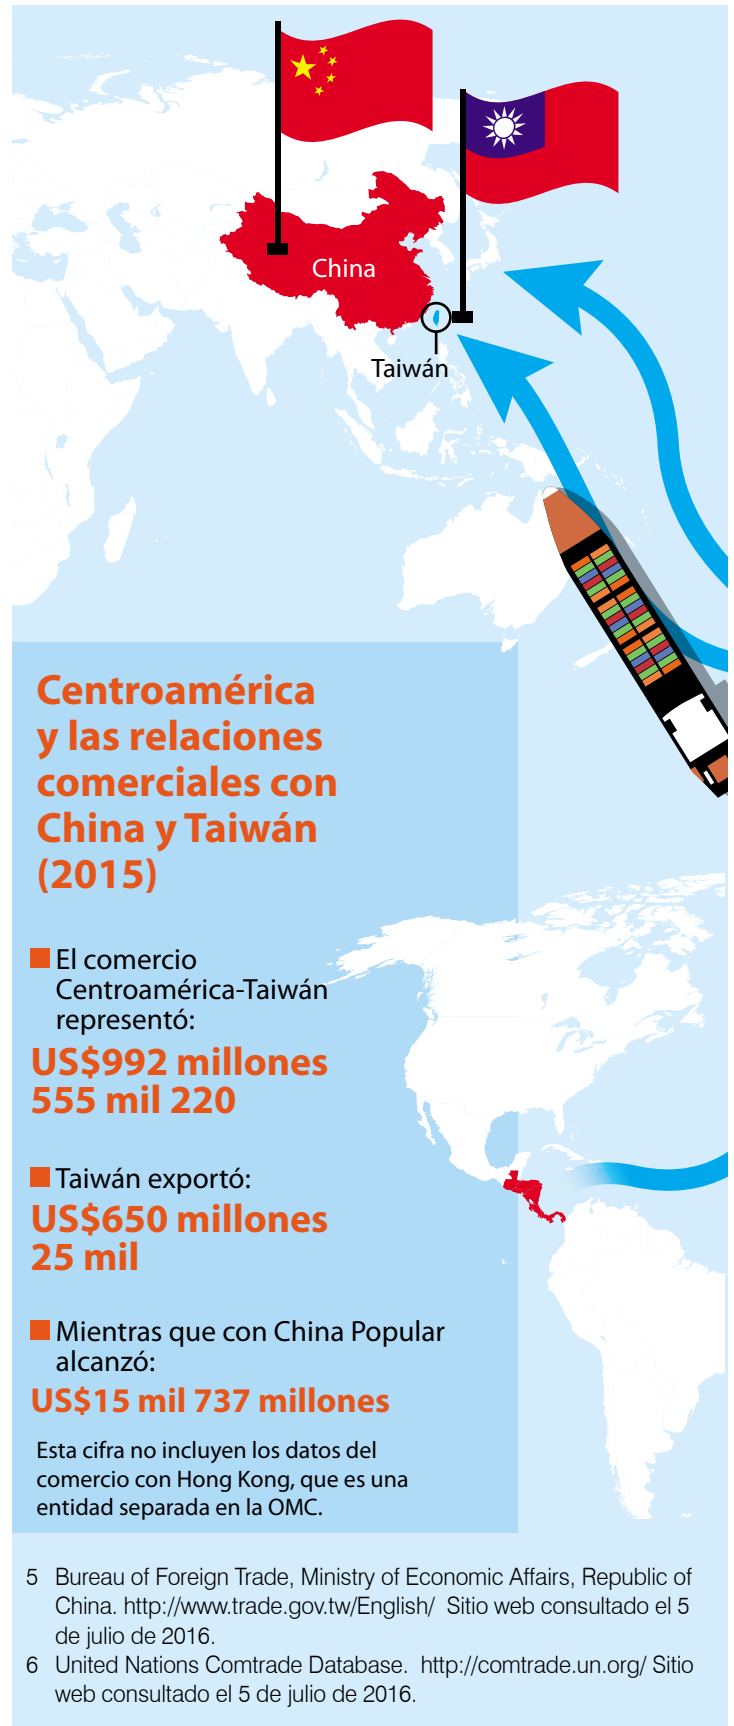 China
Taiwán
Centroamérica
y las relaciones
comerciales con
China y Taiwán
(2015)
El comercio
Centroamérica-Taiwán
representó:
US$992 millones
555 mil 220
Taiwán exportó:
US$650 millones
25 mil
Mientras que con China Popular
alcanzó:
US$15 mil 737 millones
Esta cifra no incluyen los datos del
comercio con Hong Kong, que es una
entidad separada en la OMC.
5 Bureau of Foreign Trade, Ministry of Economic Affairs, Republic of
China. http://www.trade.gov.tw/English/ Sitio web consultado el 5
de julio de 2016.
6 United Nations Comtrade Database. http://comtrade.un.org/ Sitio
web consultado el 5 de julio de 2016.